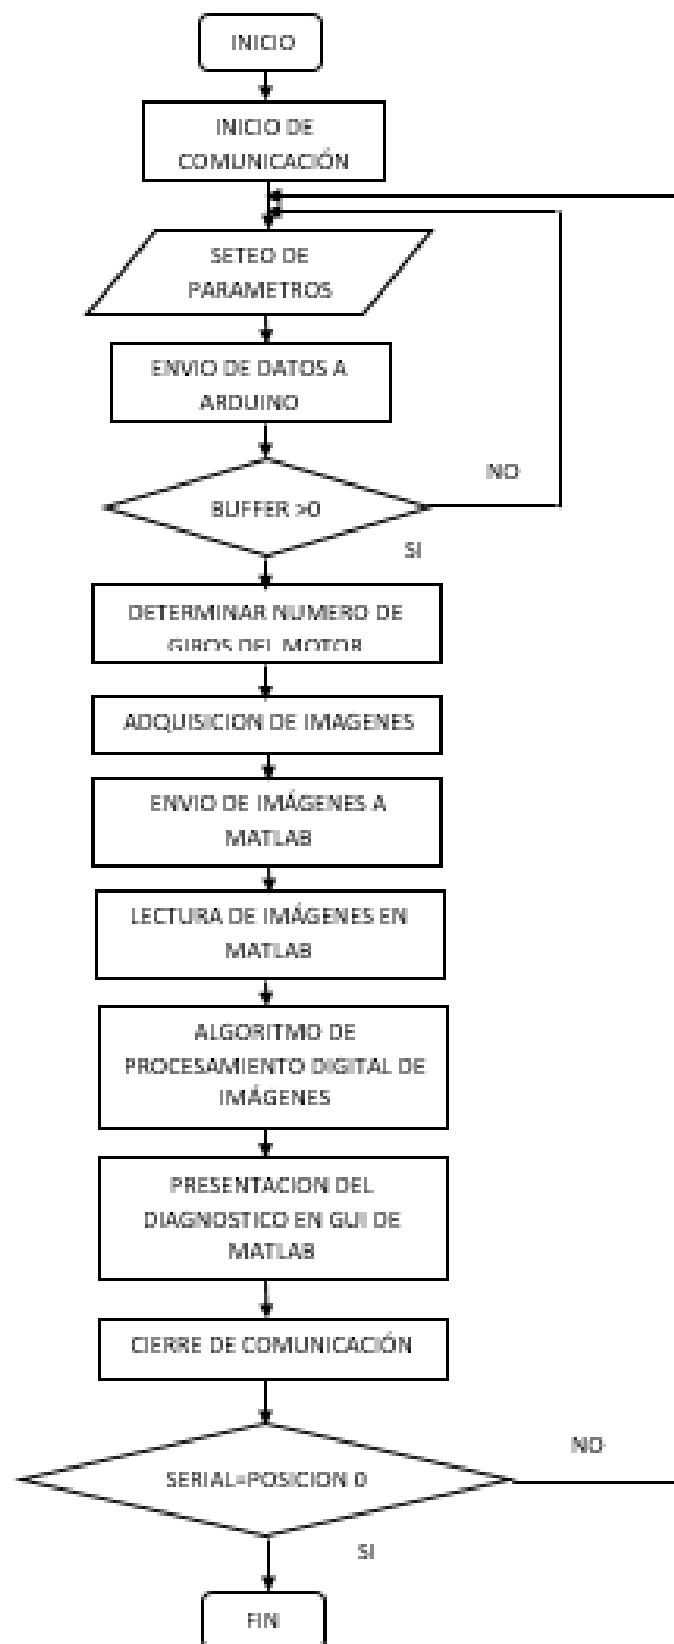 INICIO
INICIO DE
COMUNICACIÓN
SETEO DE
PARAMETROS
ENVIO DE DATOS A
ARDUINO
NO
BUFFER >0
SI
DETERMINAR NUMERO DE
GIROS DEL MOTOR
ADQUISICION DE IMAGENES
ENVIO DE IMÁGENES A
MATLAB
LECTURA DE IMÁGENES EN
MATLAB
ALGORITMO DE
PROCESAMIENTO DIGITAL DE
IMÁGENES
PRESENTACION DEL
DIAGNOSTICO EN GUI DE
MATLAB
CIERRE DE COMUNICACIÓN
NO
SERIAL=POSICION 0
SI
FIN